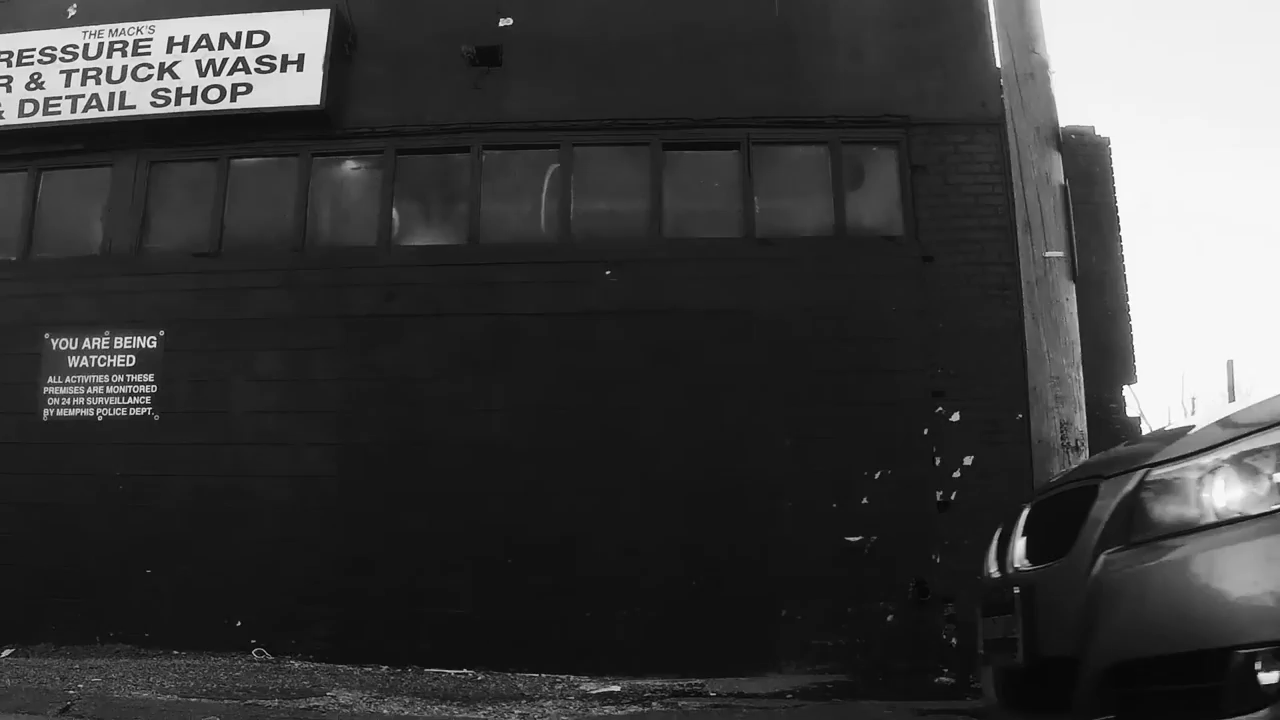 THE MACK'S
RESSURE HAND
R & TRUCK WASH
& DETAIL SHOP
YOU ARE BEING
WATCHED
ALL ACTIVITIES ON THESE
PREMISES ARE MONITORED
ON 24 HR SURVEILLANCE
BY MEMPHIS POLICE DEPT.